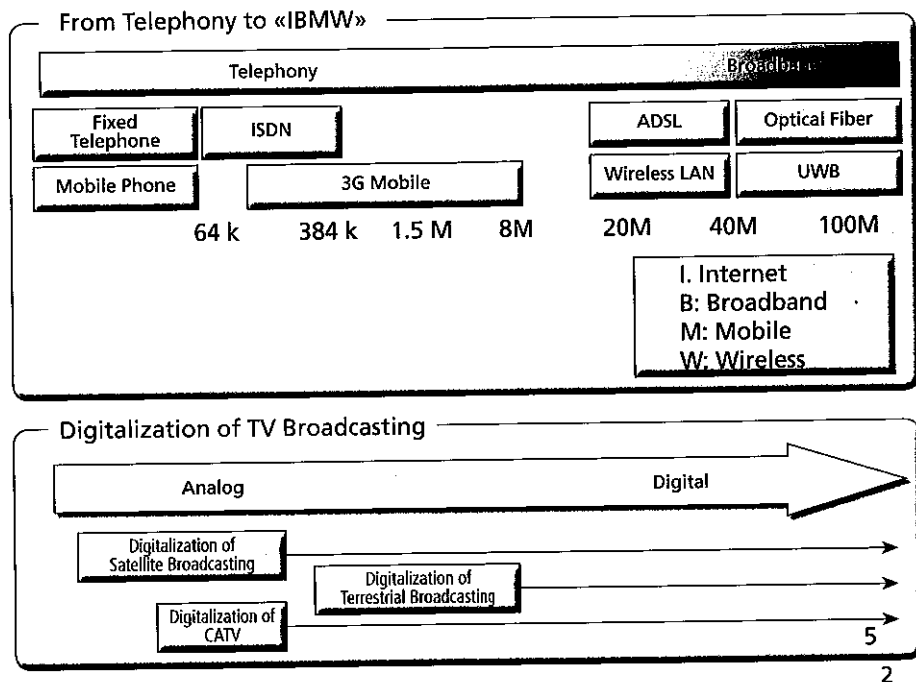 From Telephony to «IBMW»
Telephony
Broadband
Fixed
Telephone
ISDN
ADSL
Optical Fiber
Mobile Phone
3G Mobile
Wireless LAN
UWB
64 k
384 k
1.5 M
8M
20M
40M
100M
I. Internet
B: Broadband
M: Mobile
W: Wireless
Digitalization of TV Broadcasting
Analog
Digital
Digitalization of
Satellite Broadcasting
Digitalization of
Terrestrial Broadcasting
Digitalization of
CATV
5
2